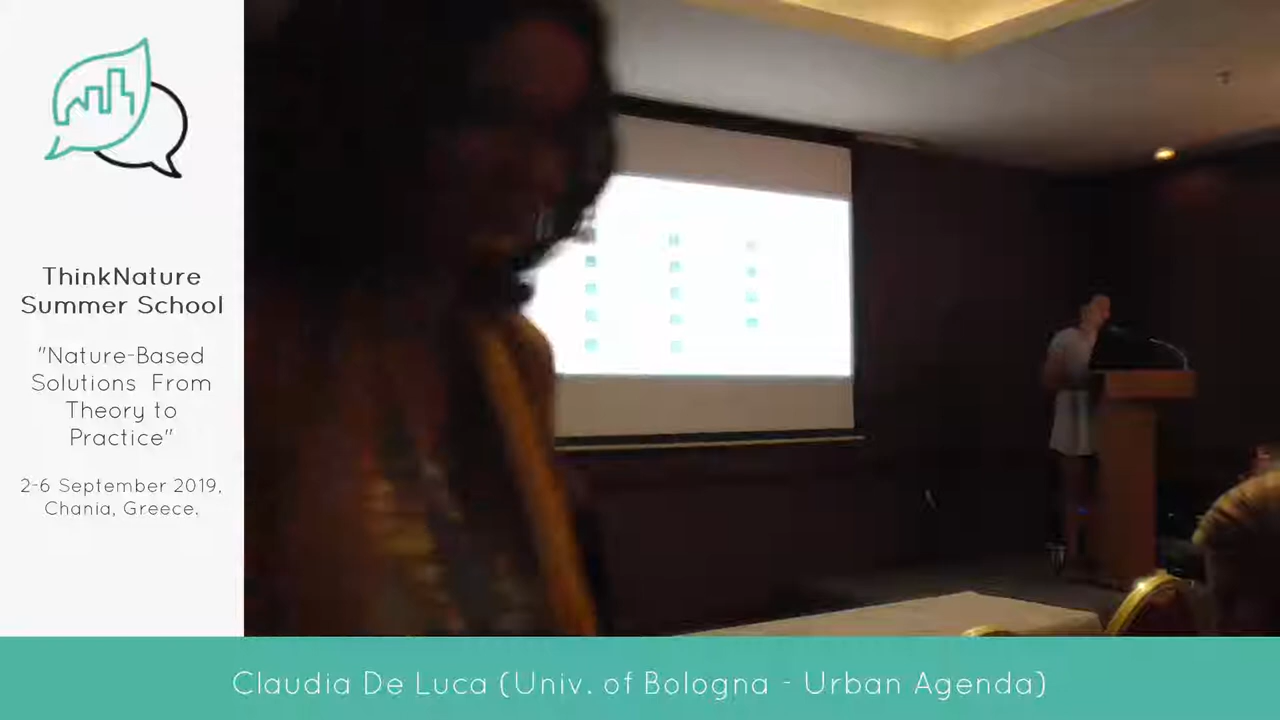 ThinkNature
Summer School
"Nature-Based
Solutions From
Theory to
Practice"
2-6 September 2019,
Chania, Greece.
Claudia De Luca (Univ. of Bologna - Urban Agenda)